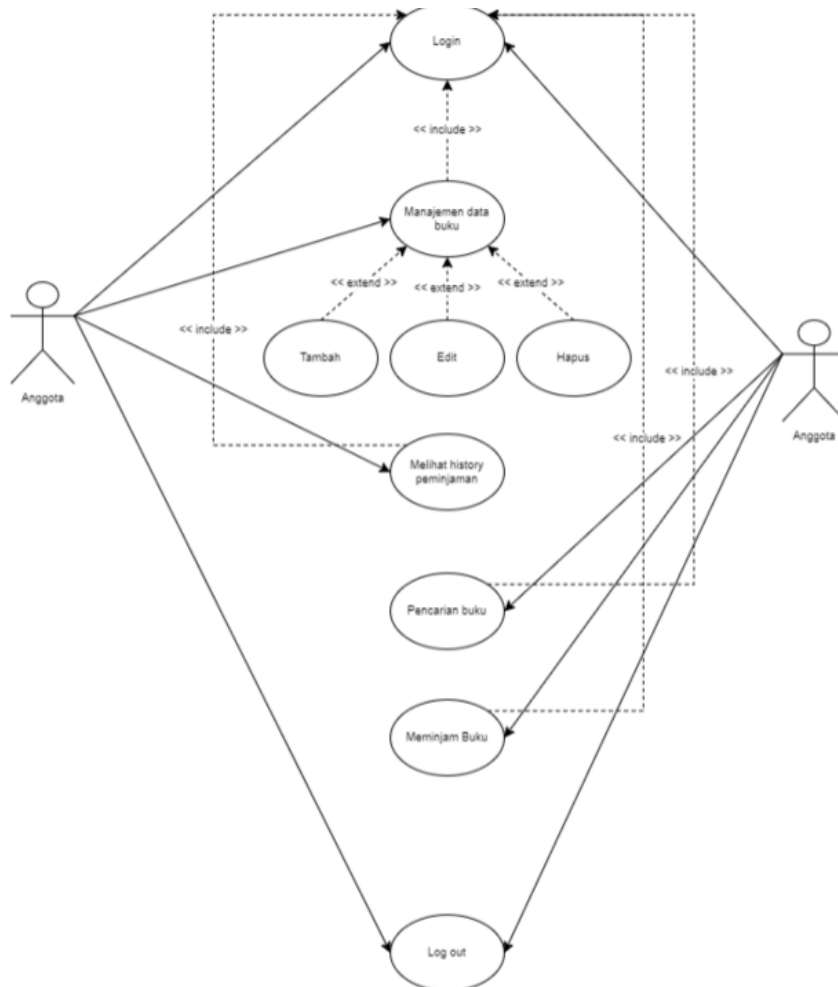 Login
<< include >>
Manajemen data
buku
<< extend >>
<< extend >>
<< extend >>
<< include >>
Tambah
Edit
Hapus
<< include >>
Anggota
Anggota
<< include >>
Melihat history
peminjaman
Pencarian buku
Meminjam Buku
Log out